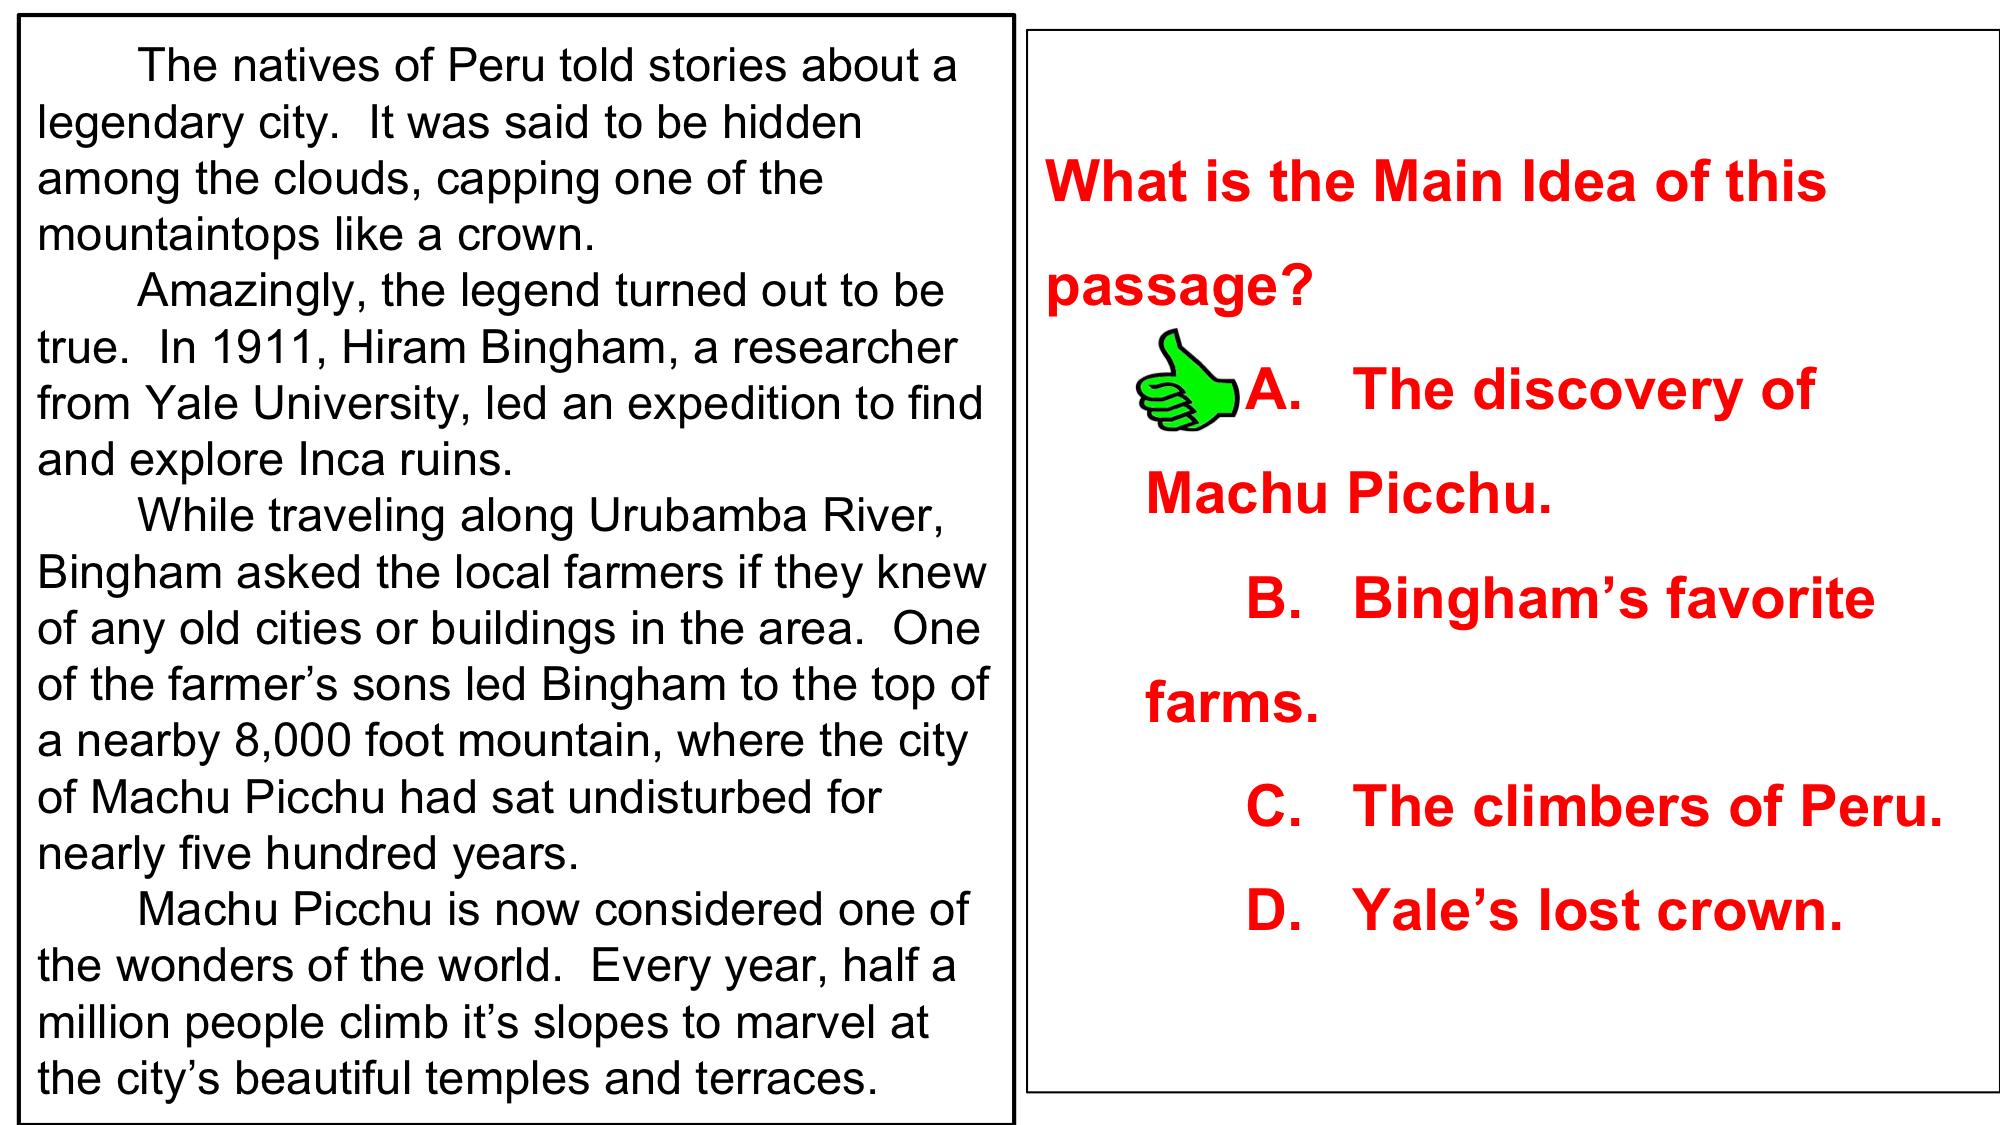 The natives of Peru told stories about a
legendary city.  It was said to be hidden
among the clouds, capping one of the
mountaintops like a crown.
Amazingly, the legend turned out to be
true.  In 1911, Hiram Bingham, a researcher
from Yale University, led an expedition to find
and explore Inca ruins.
While traveling along Urubamba River,
Bingham asked the local farmers if they knew
of any old cities or buildings in the area.  One
of the farmer’s sons led Bingham to the top of
a nearby 8,000 foot mountain, where the city
of Machu Picchu had sat undisturbed for
nearly five hundred years.
Machu Picchu is now considered one of
the wonders of the world.  Every year, half a
million people climb it’s slopes to marvel at
the city’s beautiful temples and terraces.
What is the Main Idea of this
passage?
A.   The discovery of
Machu Picchu.
B.   Bingham’s favorite
farms.
C.   The climbers of Peru.
D.   Yale’s lost crown.